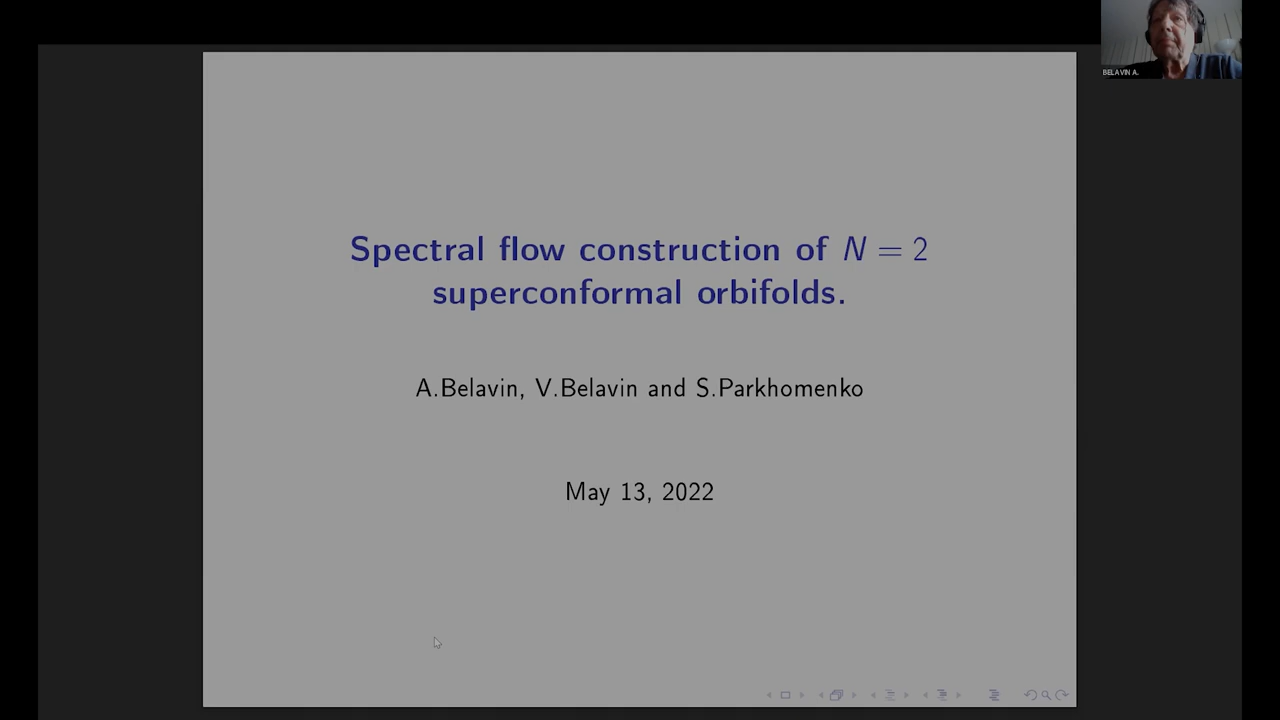 BELAVIN A.
Spectral flow construction of N = 2
superconformal orbifolds.
A.Belavin, V.Belavin and S.Parkhomenko
May 13, 2022